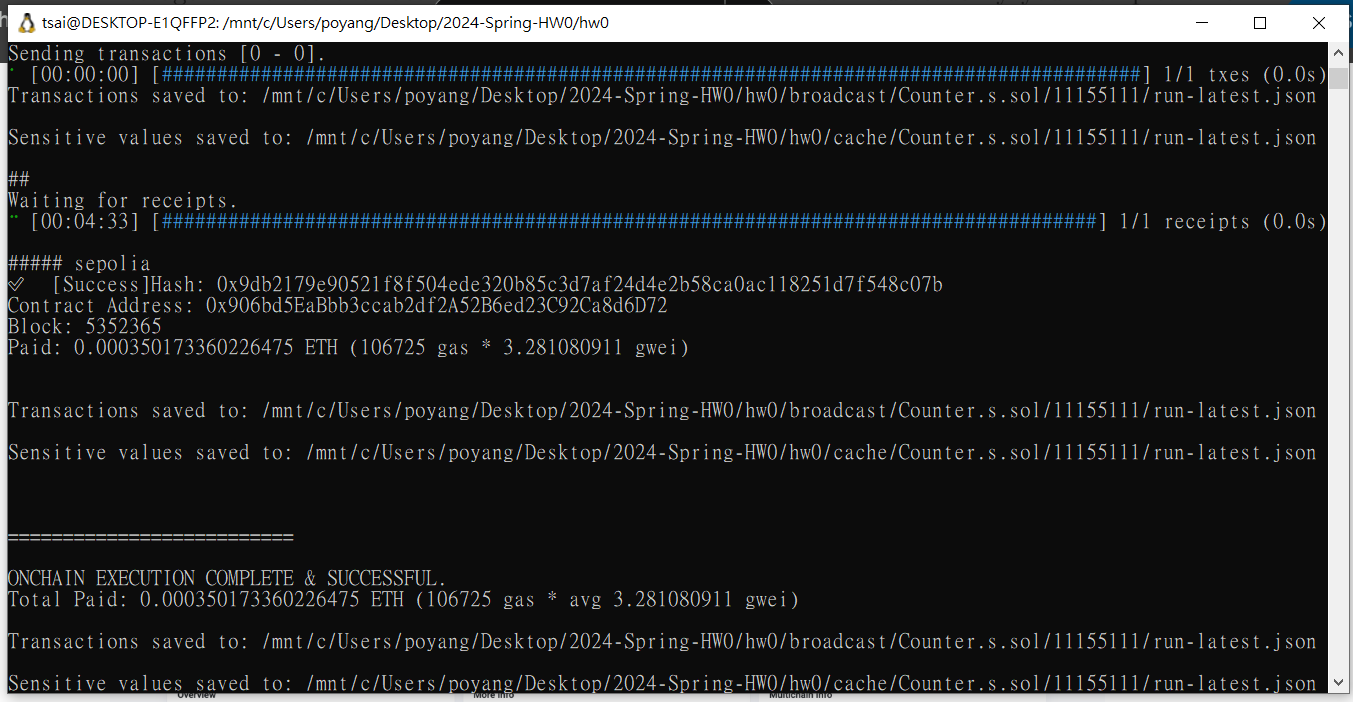 tsai@DESKTOP-E1QFFP2: /mnt/c/Users/poyang/Desktop/2024-Spring-HW0/hw0
Sending transactions [0 - 0].
[00:00:00] [#########################################################################################] 1/1 txes (0.0s)
Transactions saved to: /mnt/c/Users/poyang/Desktop/2024-Spring-HW0/hw0/broadcast/Counter.s.sol/11155111/run-latest.json
Sensitive values saved to: /mnt/c/Users/poyang/Desktop/2024-Spring-HW0/hw0/cache/Counter.s.sol/11155111/run-latest.json
##
Waiting for receipts.
[00:04:33] [#####################################################################################] 1/1 receipts (0.0s)
##### sepolia
✅ [Success]Hash: 0x9db2179e90521f8f504ede320b85c3d7af24d4e2b58ca0ac118251d7f548c07b
Contract Address: 0x906bd5EaBbb3ccab2df2A52B6ed23C92Ca8d6D72
Block: 5352365
Paid: 0.000350173360226475 ETH (106725 gas * 3.281080911 gwei)
Transactions saved to: /mnt/c/Users/poyang/Desktop/2024-Spring-HW0/hw0/broadcast/Counter.s.sol/11155111/run-latest.json
Sensitive values saved to: /mnt/c/Users/poyang/Desktop/2024-Spring-HW0/hw0/cache/Counter.s.sol/11155111/run-latest.json
==========================
ONCHAIN EXECUTION COMPLETE & SUCCESSFUL.
Total Paid: 0.000350173360226475 ETH (106725 gas * avg 3.281080911 gwei)
Transactions saved to: /mnt/c/Users/poyang/Desktop/2024-Spring-HW0/hw0/broadcast/Counter.s.sol/11155111/run-latest.json
Sensitive values saved to: /mnt/c/Users/poyang/Desktop/2024-Spring-HW0/hw0/cache/Counter.s.sol/11155111/run-latest.json
Overview More Info Multichain Info